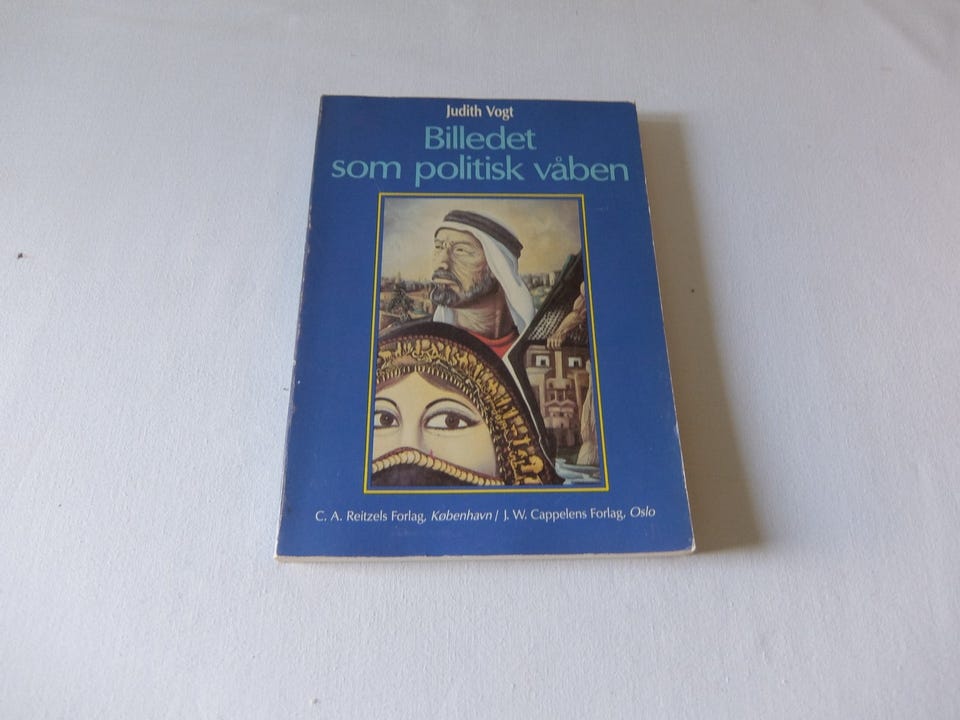 Judith Vogt
Billedet
som politisk våben
C. A. Reitzels Forlag, København / J. W. Cappelens Forlag, Oslo